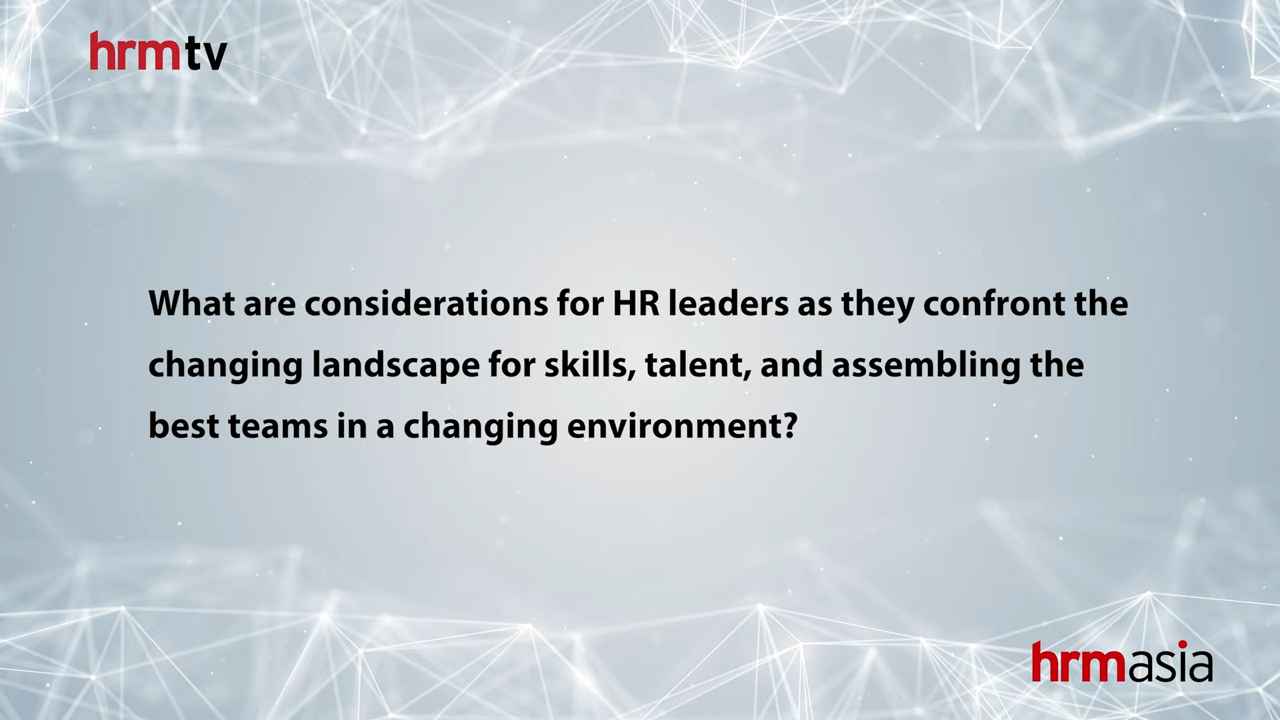 hrmtv
What are considerations for HR leaders as they confront the
changing landscape for skills, talent, and assembling the
best teams in a changing environment?
hrmasia